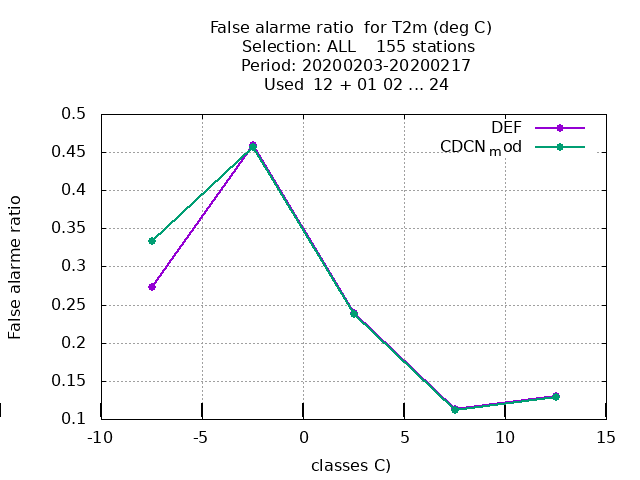 False alarme ratio  for T2m (deg C)
Selection: ALL    155 stations
Period: 20200203-20200217
Used  12 + 01 02 ... 24
DEF
CDCN_mod
0.5
0.45
0.4
0.35
0.3
0.25
0.2
0.15
0.1
False alarme ratio
-10 -5 0 5 10 15
classes C)